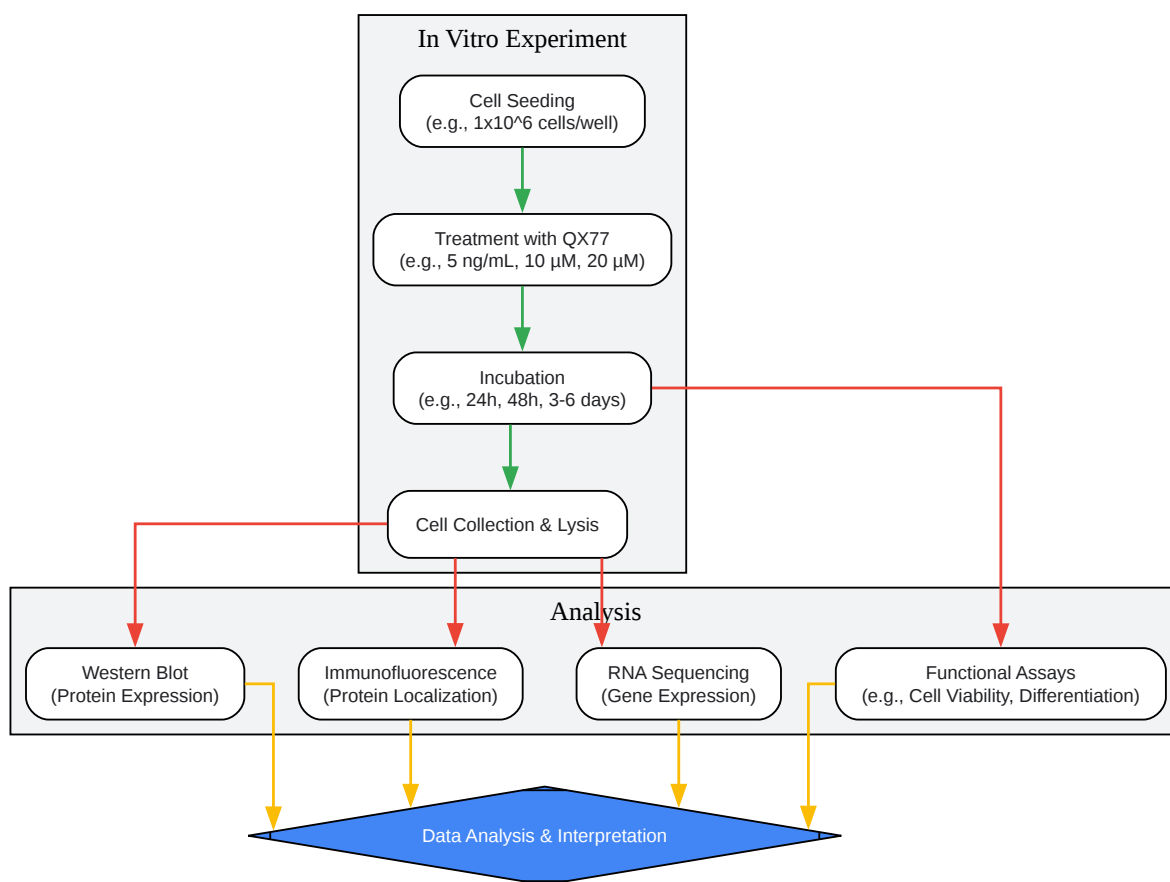 In Vitro Experiment
Cell Seeding
(e.g., 1x10^6 cells/well)
Treatment with QX77
(e.g., 5 ng/mL, 10 µM, 20 µM)
Incubation
(e.g., 24h, 48h, 3-6 days)
Cell Collection & Lysis
Analysis
Western Blot
(Protein Expression)
Immunofluorescence
(Protein Localization)
RNA Sequencing
(Gene Expression)
Functional Assays
(e.g., Cell Viability, Differentiation)
Data Analysis & Interpretation